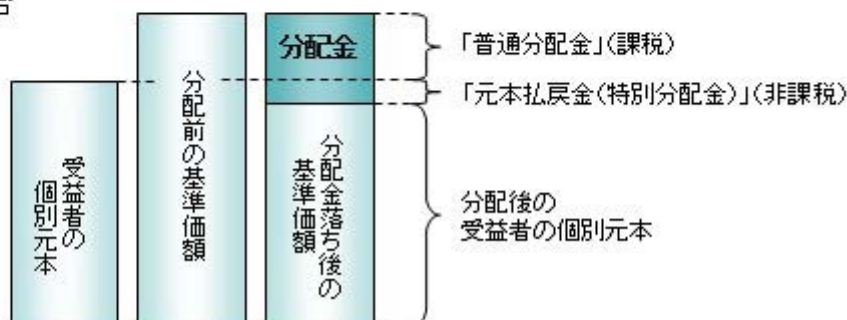 分配金
「普通分配金」(課税)
「元本払戻金(特別分配金)」(非課税)
受益者の
個別元本
分配前の基準価額
分配金落ち後の
基準価額
分配後の
受益者の個別元本